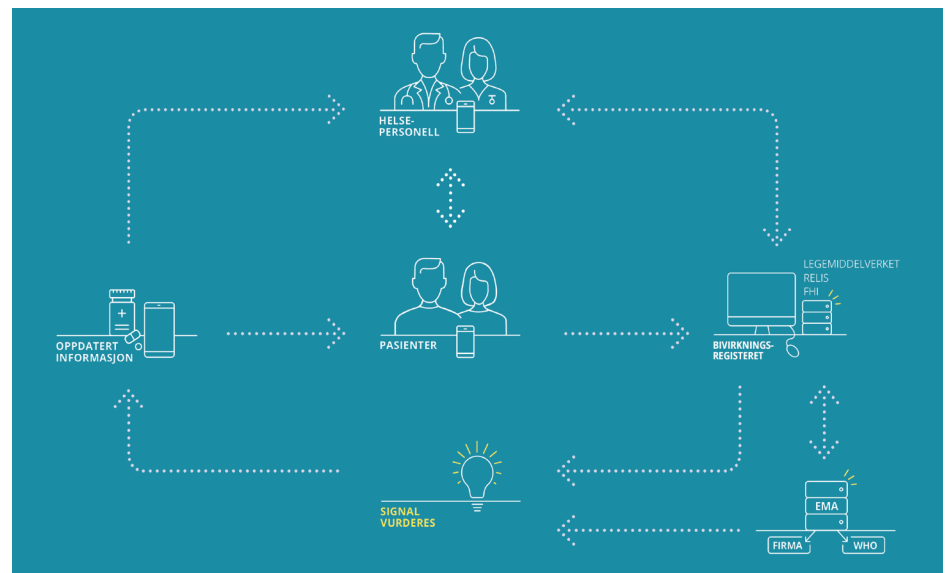 HELSE-
PERSONELL
LEGEMIDDELVERKET
RELIS
FHI
OPPDATERT
INFORMASJON
PASIENTER
BIVIRKNINGS-
REGISTERET
SIGNAL
VURDERES
EMA
FIRMA
WHO